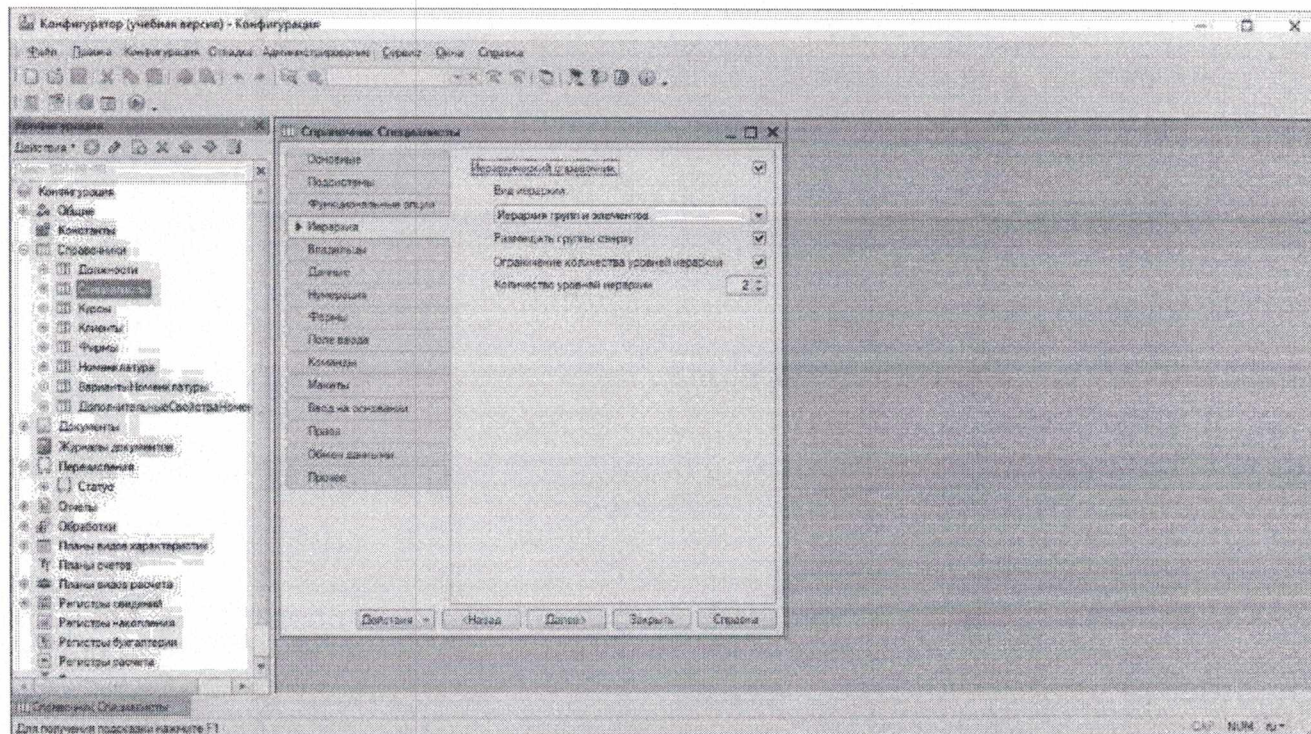 Конфигуратор (учебная версия) - Конфигурация
Файл Правка Конфигурация Отладка Администрирование Сервис Окна Справка
Конфигурация
Действия
Конфигурация
Общие
Константы
Справочники
Должности
Специалисты
Курсы
Клиенты
Фирмы
Номенклатура
ВариантыНоменклатуры
ДополнительныеСвойстваНомен
Документы
Журналы документов
Перечисления
Статус
Отчеты
Обработки
Планы видов характеристик
Планы счетов
Планы видов расчета
Регистры сведений
Регистры накопления
Регистры бухгалтерии
Регистры расчета
Справочник Специалисты
Основные
Подсистемы
Функциональные опции
Иерархия
Владельцы
Данные
Нумерация
Формы
Поле ввода
Команды
Макеты
Ввод на основании
Права
Обмен данными
Прочее
Иерархический справочник
Вид иерархии
Иерархия групп и элементов
Размещать группы сверху
Ограничение количества уровней иерархии
Количество уровней иерархии 2
Действия <Назад Далее> Закрыть Справка
Справочник Специалисты
Для получения подсказки нажмите F1
CAP NUM ru